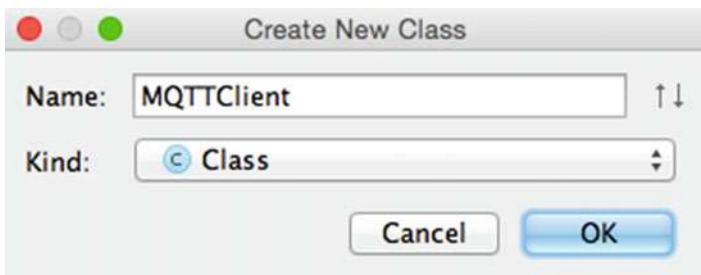 Create New Class
Name: MQTTClient ↑↓
Kind: C Class
Cancel OK